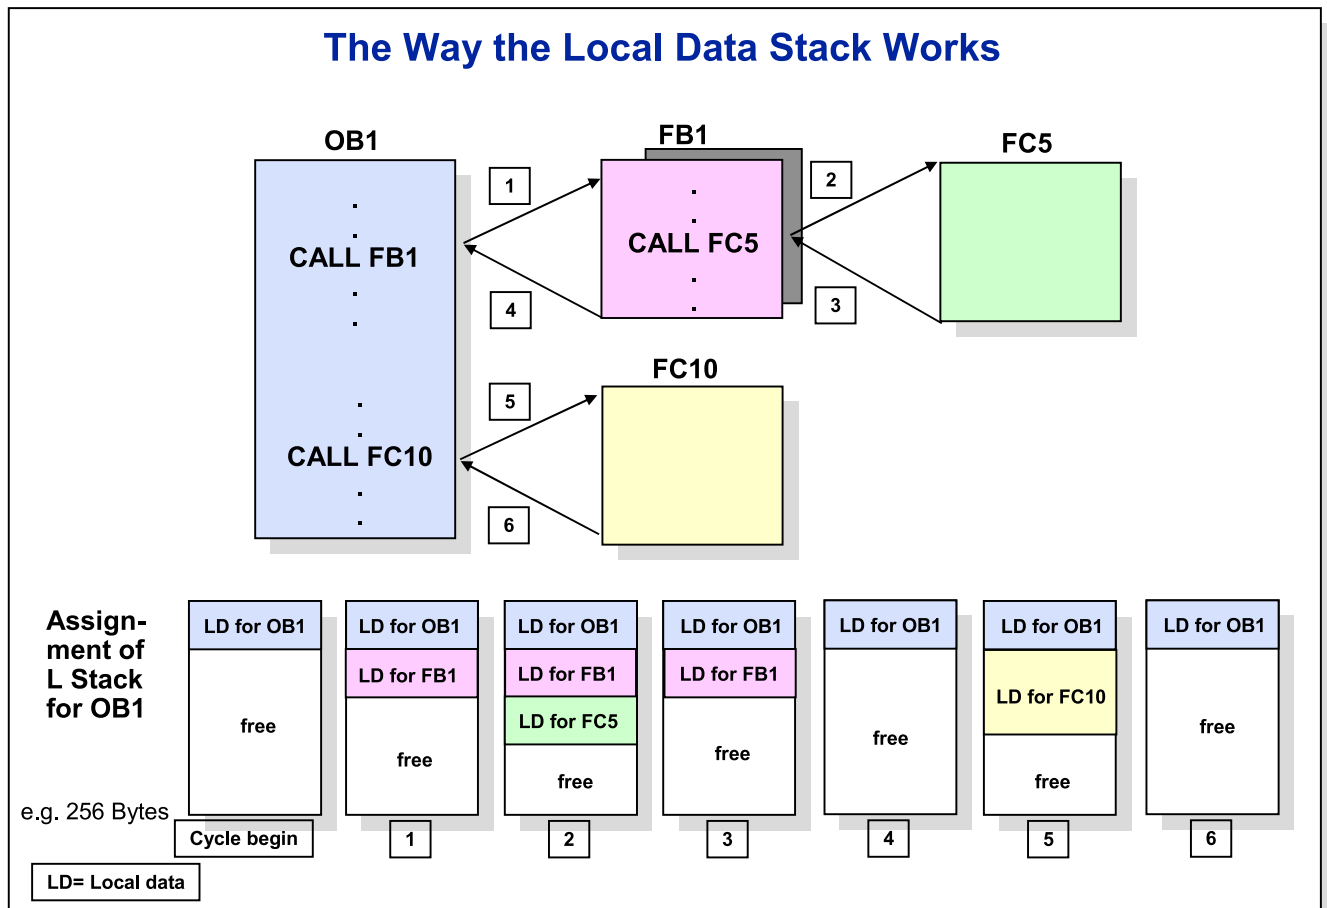 The Way the Local Data Stack Works
OB1
FB1
FC5
1
2
CALL FB1
CALL FC5
4
3
FC10
5
CALL FC10
6
Assign-
ment of
L Stack
for OB1
e.g. 256 Bytes
LD for OB1
free
Cycle begin
LD for OB1
LD for FB1
free
1
LD for OB1
LD for FB1
LD for FC5
free
2
LD for OB1
LD for FB1
free
3
LD for OB1
free
4
LD for OB1
LD for FC10
free
5
LD for OB1
free
6
LD= Local data